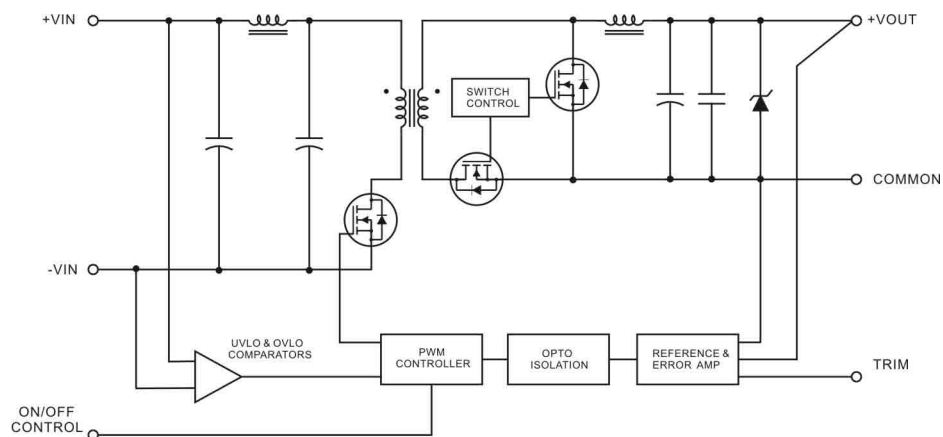 +VIN
+VOUT
SWITCH
CONTROL
COMMON
-VIN
UVLO & OVLO
COMPARATORS
PWM
CONTROLLER
OPTO
ISOLATION
REFERENCE &
ERROR AMP
TRIM
ON/OFF
CONTROL